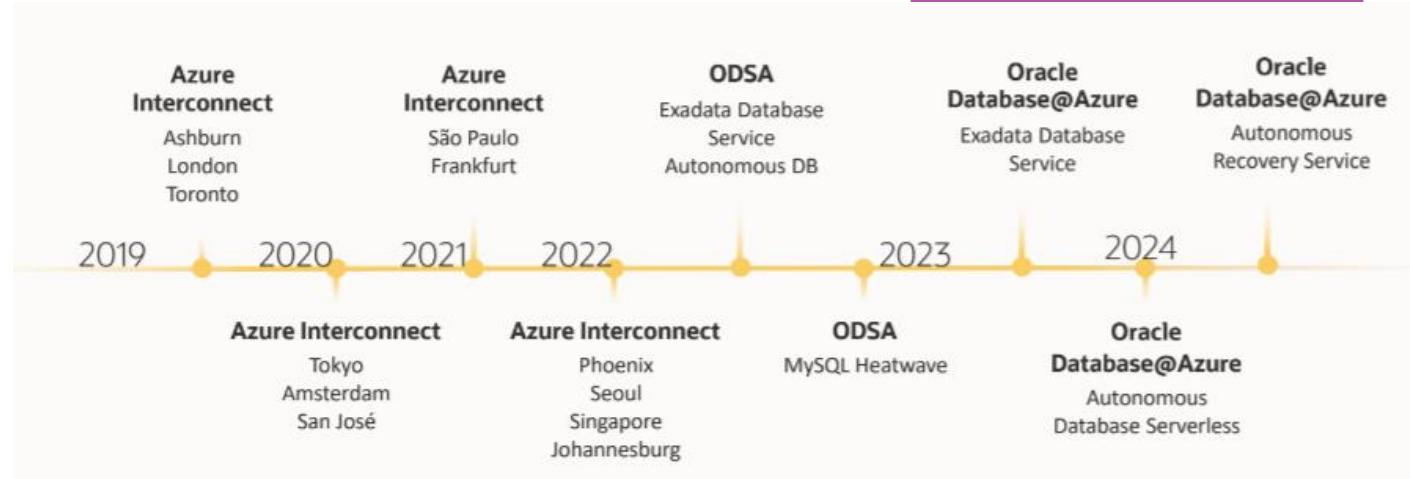 Azure
Interconnect
Ashburn
London
Toronto
Azure
Interconnect
São Paulo
Frankfurt
ODSA
Exadata Database
Service
Autonomous DB
Oracle
Database@Azure
Exadata Database
Service
Oracle
Database@Azure
Autonomous
Recovery Service
2019
2020
2021
2022
2023
2024
Azure Interconnect
Tokyo
Amsterdam
San José
Azure Interconnect
Phoenix
Seoul
Singapore
Johannesburg
ODSA
MySQL Heatwave
Oracle
Database@Azure
Autonomous
Database Serverless